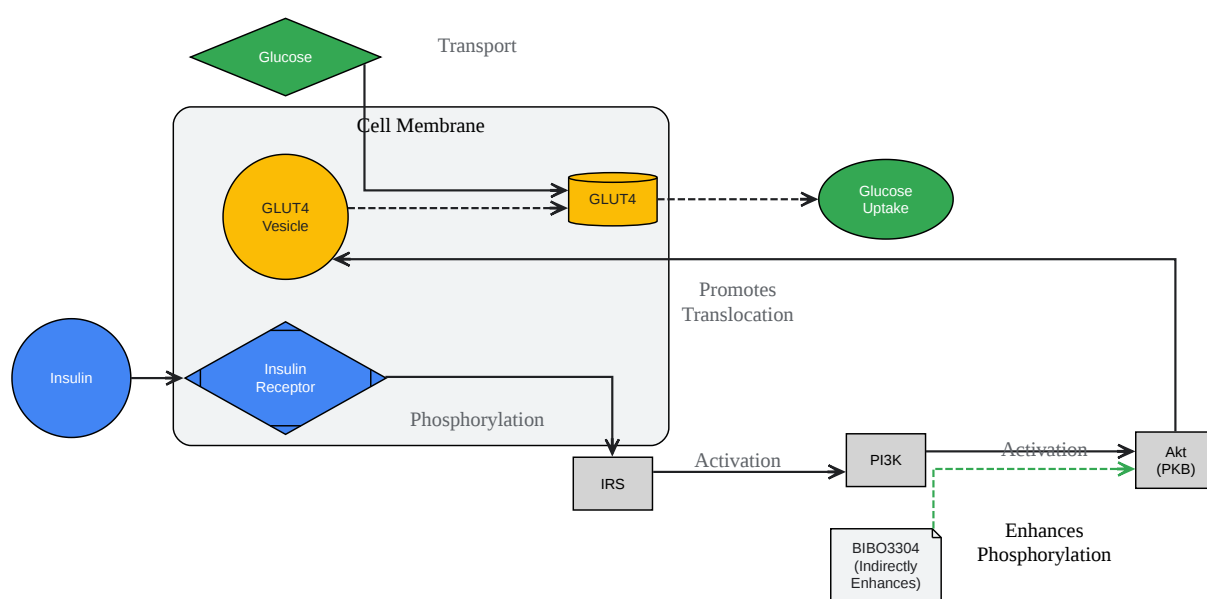 Transport
Glucose
Cell Membrane
GLUT4
Vesicle
GLUT4
Glucose
Uptake
Promotes
Translocation
Insulin
Insulin
Receptor
Phosphorylation
Activation
IRS
PI3K
Activation
Akt
(PKB)
BIBO3304
(Indirectly
Enhances)
Enhances
Phosphorylation